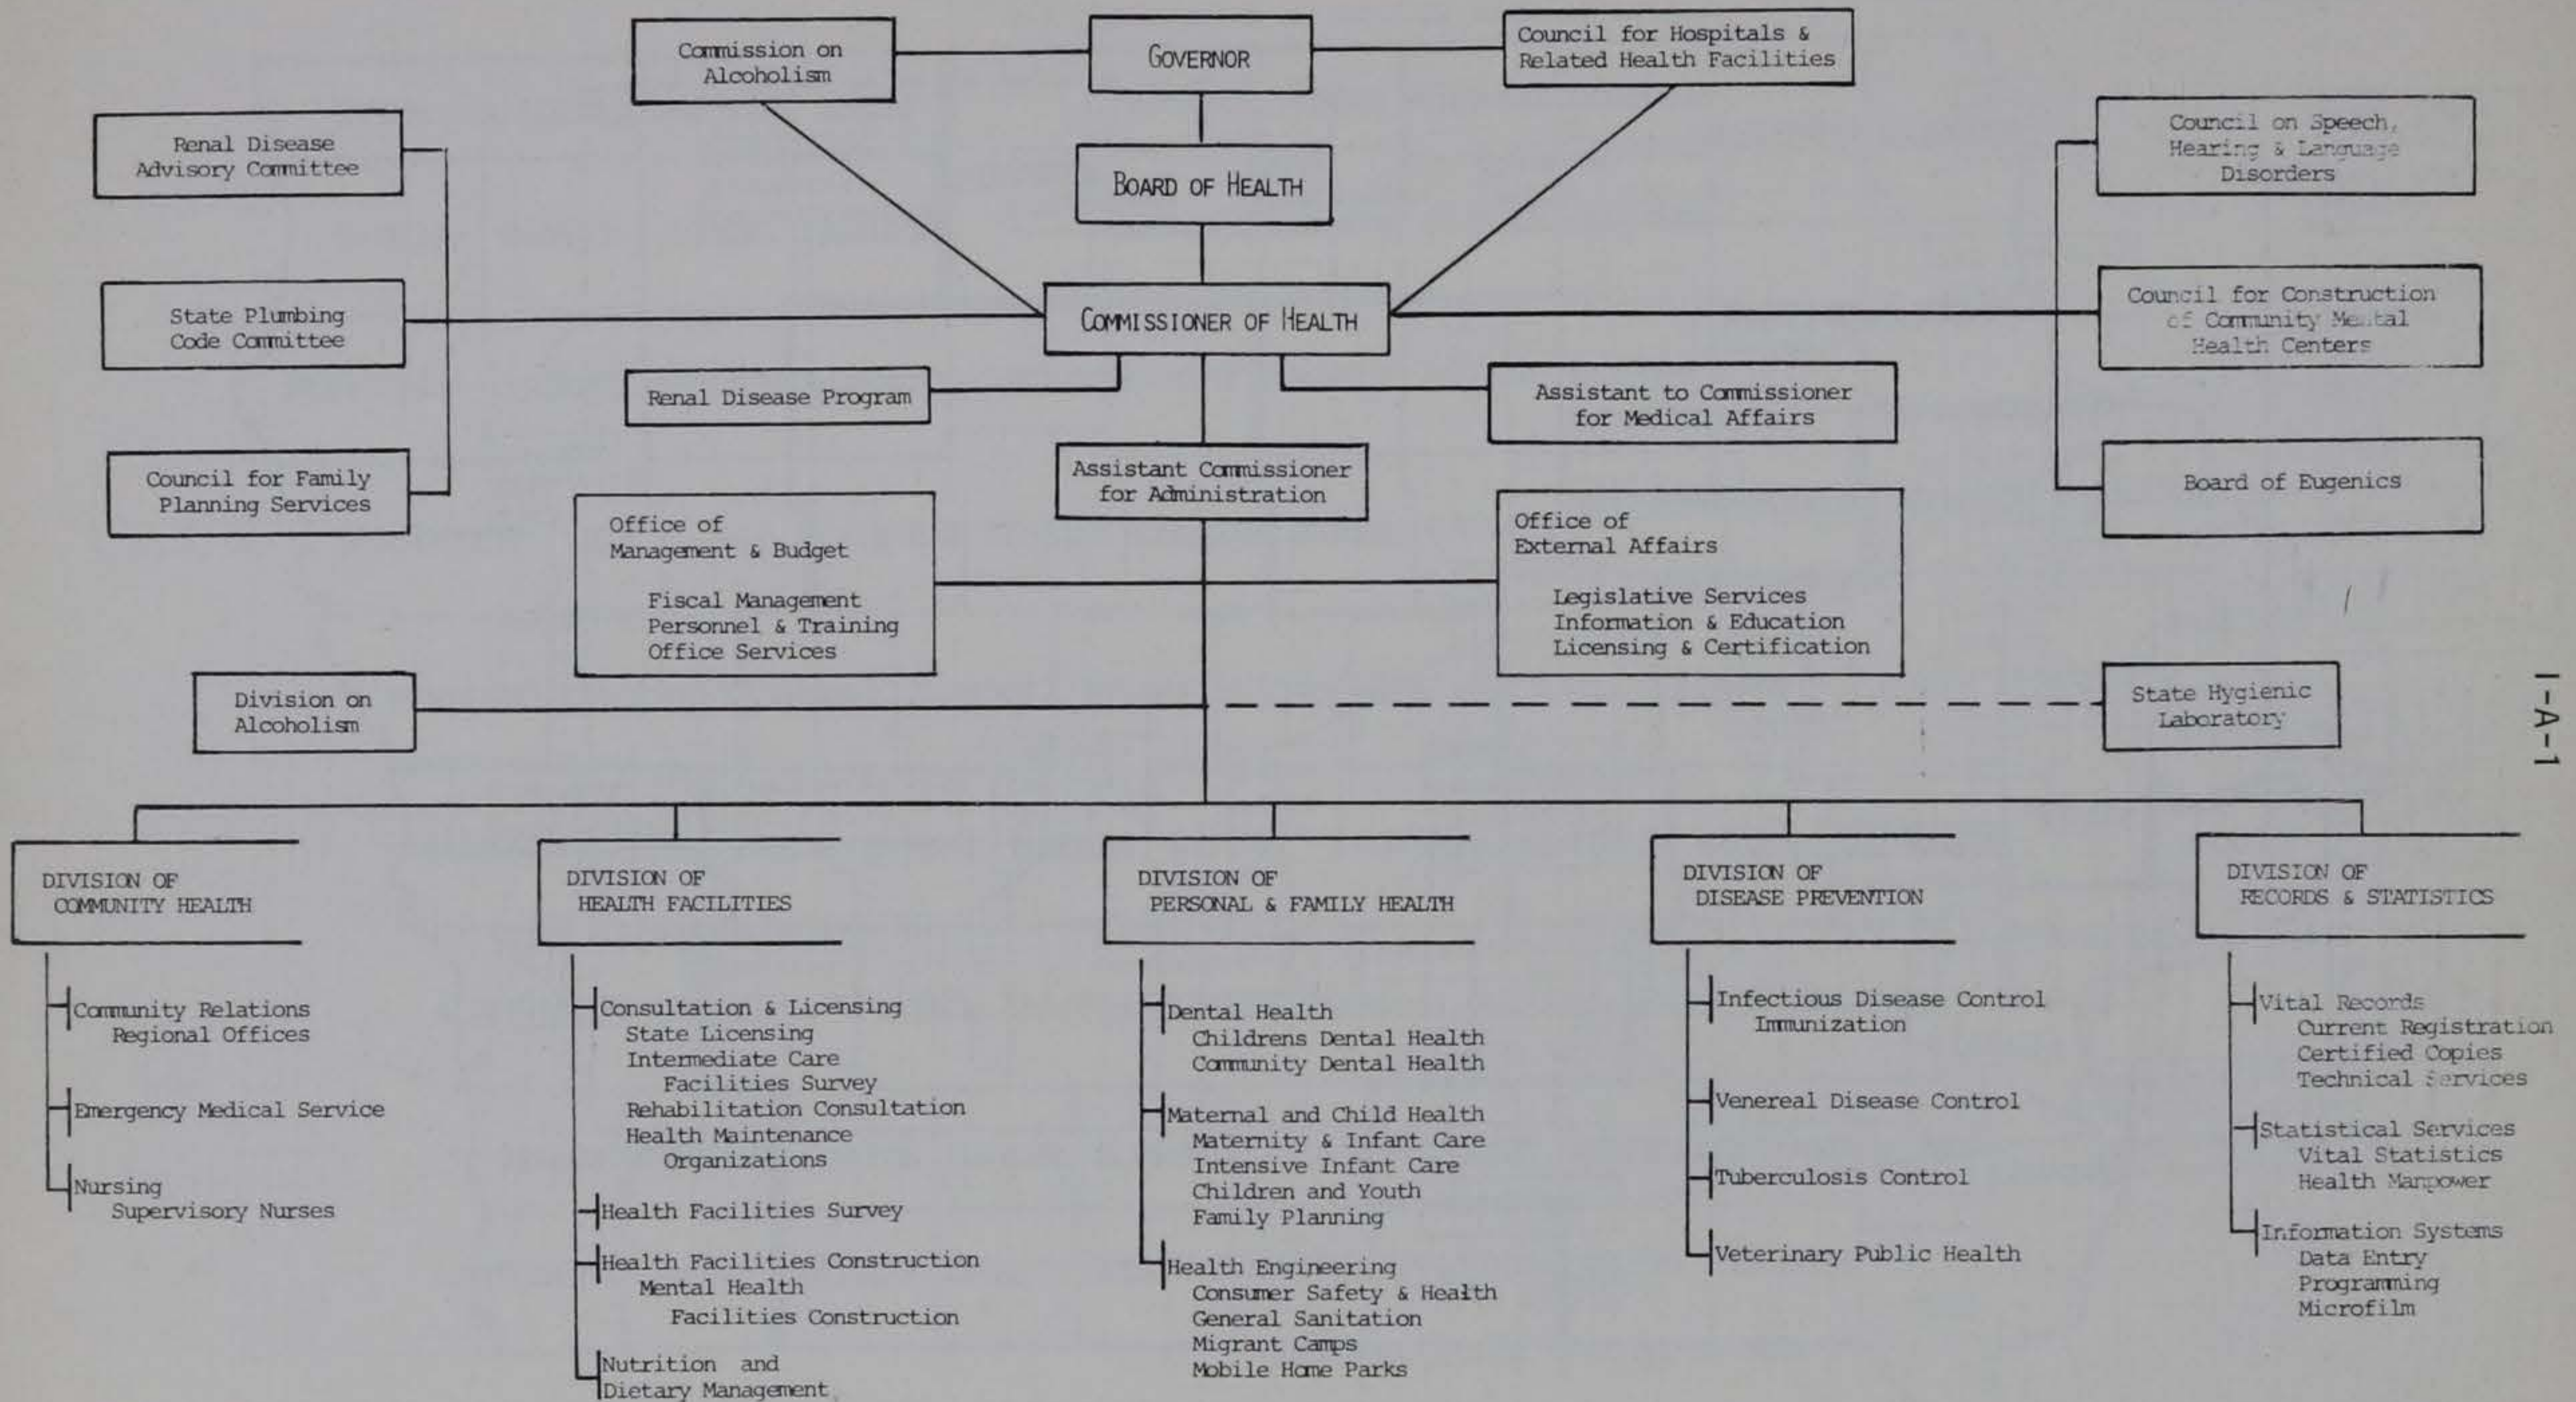 Commission on
Alcoholism
GOVERNOR
Council for Hospitals &
Related Health Facilities
Renal Disease
Advisory Committee
BOARD OF HEALTH
Council on Speech,
Hearing & Language
Disorders
State Plumbing
Code Committee
COMMISSIONER OF HEALTH
Council for Construction
of Community Mental
Health Centers
Renal Disease Program
Assistant to Commissioner
for Medical Affairs
Council for Family
Planning Services
Assistant Commissioner
for Administration
Board of Eugenics
Office of
Management & Budget
Fiscal Management
Personnel & Training
Office Services
Office of
External Affairs
Legislative Services
Information & Education
Licensing & Certification
Division on
Alcoholism
State Hygienic
Laboratory
I-A-1
DIVISION OF
COMMUNITY HEALTH
Community Relations
Regional Offices
Emergency Medical Service
Nursing
Supervisory Nurses
DIVISION OF
HEALTH FACILITIES
Consultation & Licensing
State Licensing
Intermediate Care
Facilities Survey
Rehabilitation Consultation
Health Maintenance
Organizations
Health Facilities Survey
Health Facilities Construction
Mental Health
Facilities Construction
Nutrition and
Dietary Management
DIVISION OF
PERSONAL & FAMILY HEALTH
Dental Health
Childrens Dental Health
Community Dental Health
Maternal and Child Health
Maternity & Infant Care
Intensive Infant Care
Children and Youth
Family Planning
Health Engineering
Consumer Safety & Health
General Sanitation
Migrant Camps
Mobile Home Parks
DIVISION OF
DISEASE PREVENTION
Infectious Disease Control
Immunization
Venereal Disease Control
Tuberculosis Control
Veterinary Public Health
DIVISION OF
RECORDS & STATISTICS
Vital Records
Current Registration
Certified Copies
Technical Services
Statistical Services
Vital Statistics
Health Manpower
Information Systems
Data Entry
Programming
Microfilm